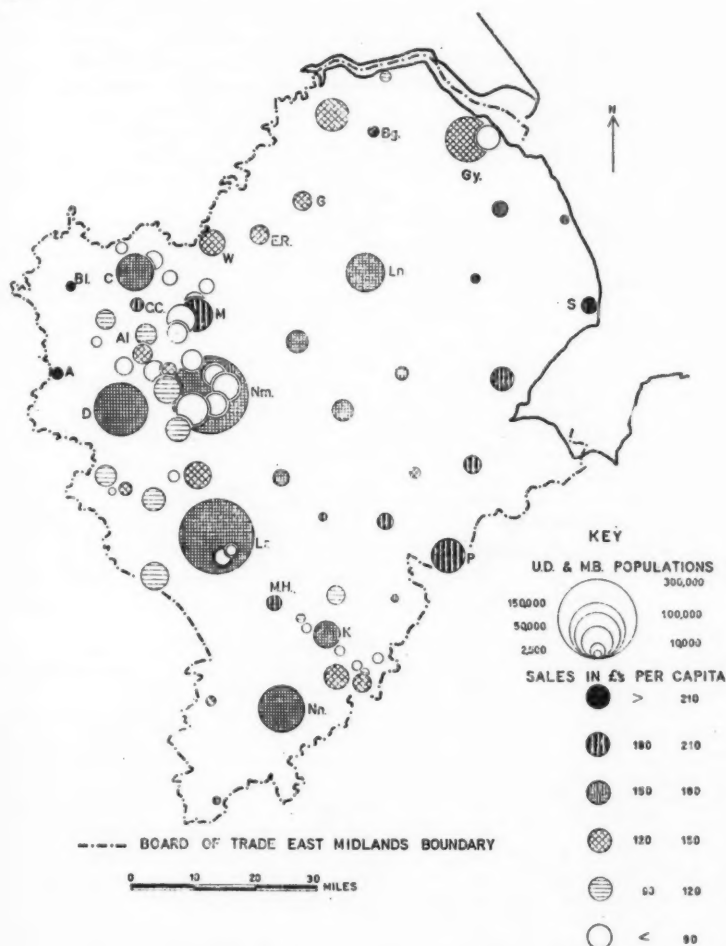 N
Bg.
Gy.
G
E.R.
W
Ln.
Bl.
C
C.C.
M
S
Al
A
D
Nm.
Lr.
P
M.H.
K
Nn.
KEY
U.D. & M.B. POPULATIONS
300,000
150,000
100,000
50,000
10,000
2,500
SALES IN £'s PER CAPITA
> 210
180 210
150 180
120 150
90 120
< 90
BOARD OF TRADE EAST MIDLANDS BOUNDARY
0 10 20 30 MILES